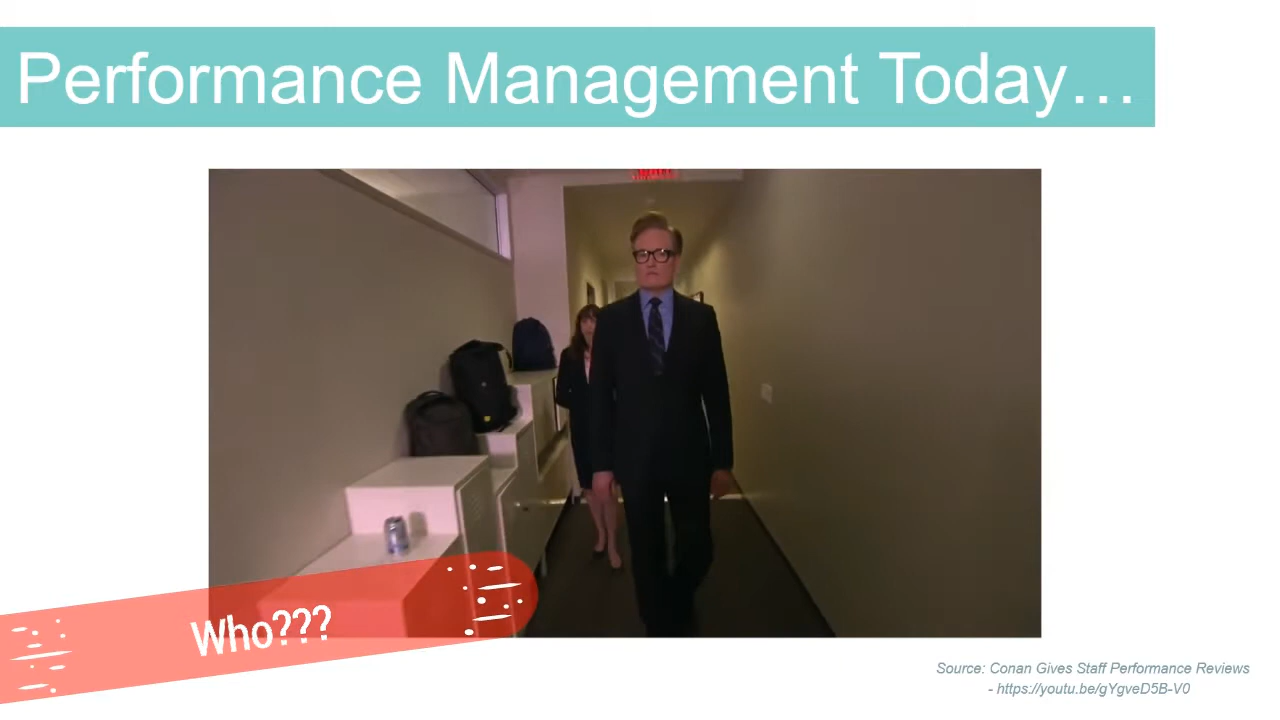 Performance Management Today…
Who???
Source: Conan Gives Staff Performance Reviews
- https://youtu.be/gYgveD5B-V0